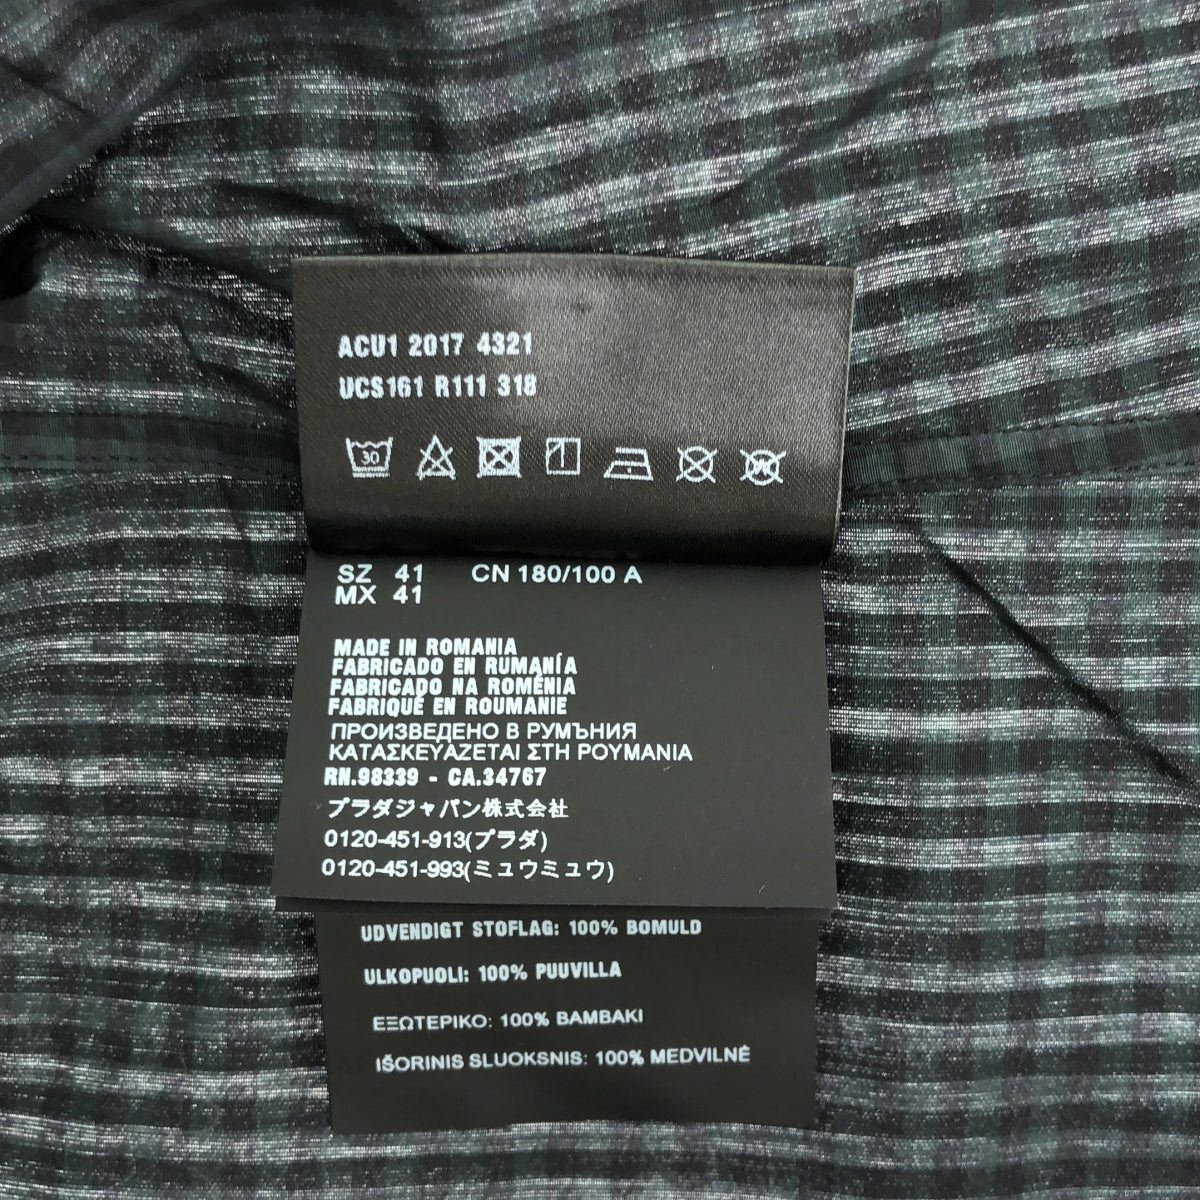 ACU1 2017 4321
UCS161 R111 318
30
SZ 41 CN 180/100 A
MX 41
MADE IN ROMANIA
FABRICADO EN RUMANÍA
FABRICADO NA ROMÉNIA
FABRIQUÉ EN ROUMANIE
ПРОИЗВЕДЕНО В РУМЪНИЯ
ΚΑΤΑΣΚΕΥΑΖΕΤΑΙ ΣΤΗ ΡΟΥΜΑΝΙΑ
RN.98339 - CA.34767
プラダジャパン株式会社
0120-451-913(プラダ)
0120-451-993(ミュウミュウ)
UDVENDIGT STOFLAG: 100% BOMULD
ULKOPUOLI: 100% PUUVILLA
ΕΞΩΤΕΡΙΚΟ: 100% ΒΑΜΒΑΚΙ
IŠORINIS SLUOKSNIS: 100% MEDVILNĖ